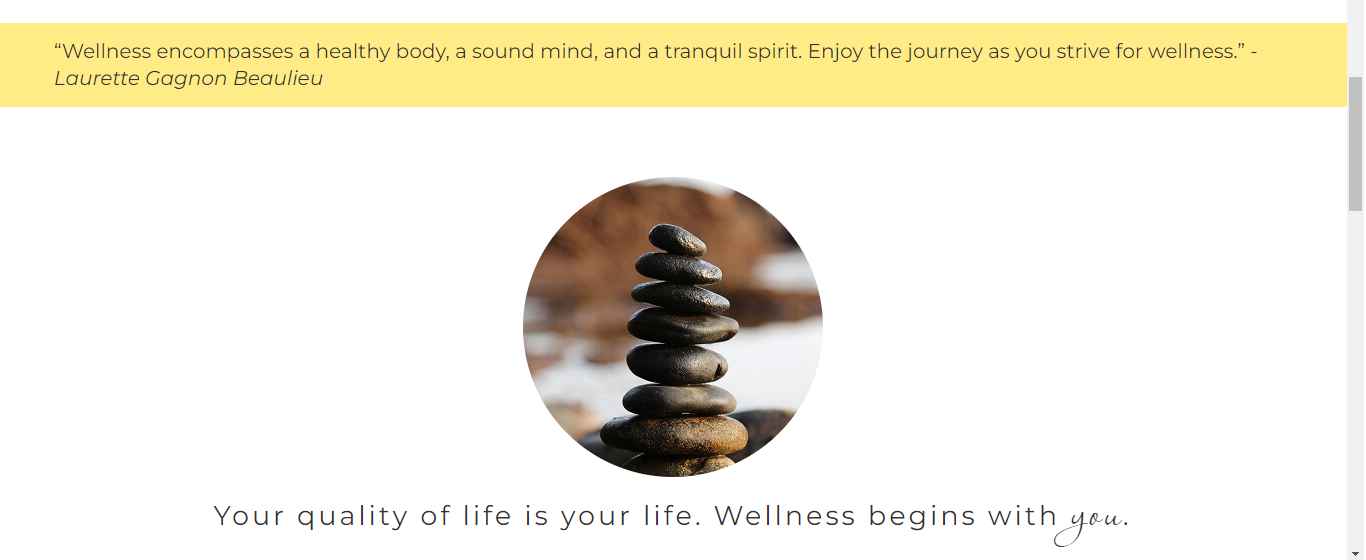 “Wellness encompasses a healthy body, a sound mind, and a tranquil spirit. Enjoy the journey as you strive for wellness.” -
Laurette Gagnon Beaulieu
Your quality of life is your life. Wellness begins with you.